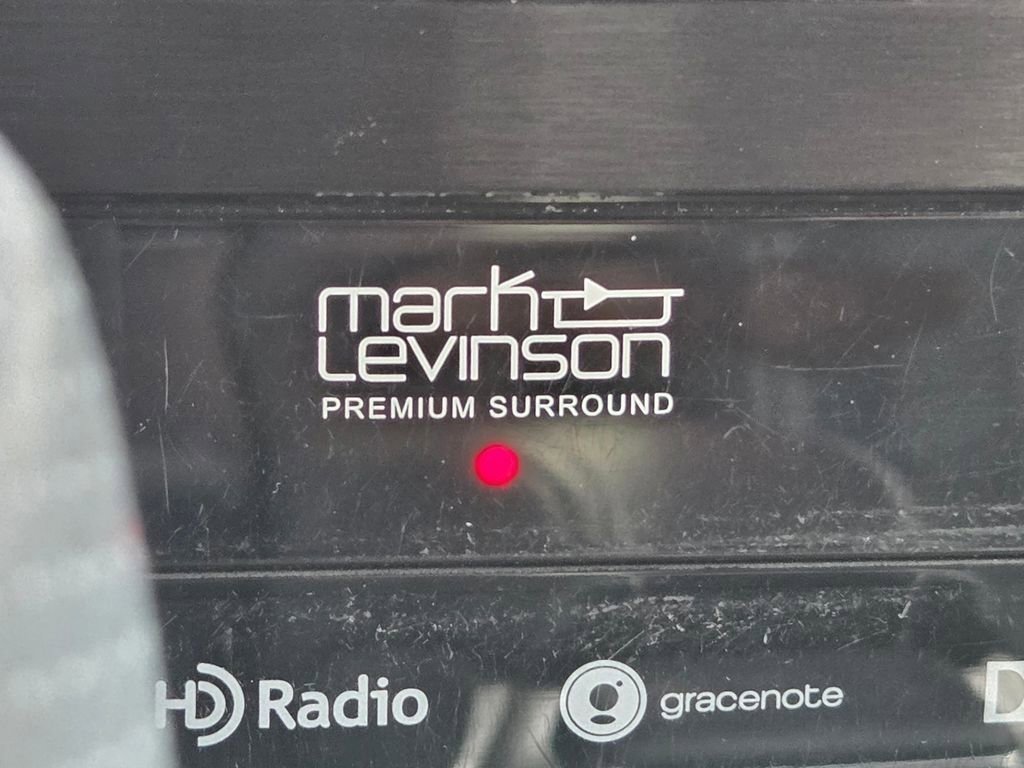 mark
Levinson
PREMIUM SURROUND
HD Radio
gracenote